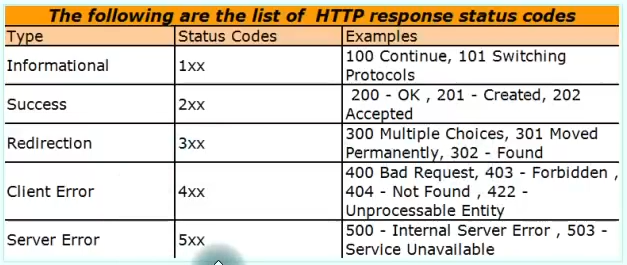 The following are the list of HTTP response status codes
Type Status Codes Examples
Informational 1xx 100 Continue, 101 Switching
Protocols
Success 2xx 200 - OK , 201 - Created, 202
Accepted
Redirection 3xx 300 Multiple Choices, 301 Moved
Permanently, 302 - Found
Client Error 4xx 400 Bad Request, 403 - Forbidden ,
404 - Not Found , 422 -
Unprocessable Entity
Server Error 5xx 500 - Internal Server Error , 503 -
Service Unavailable